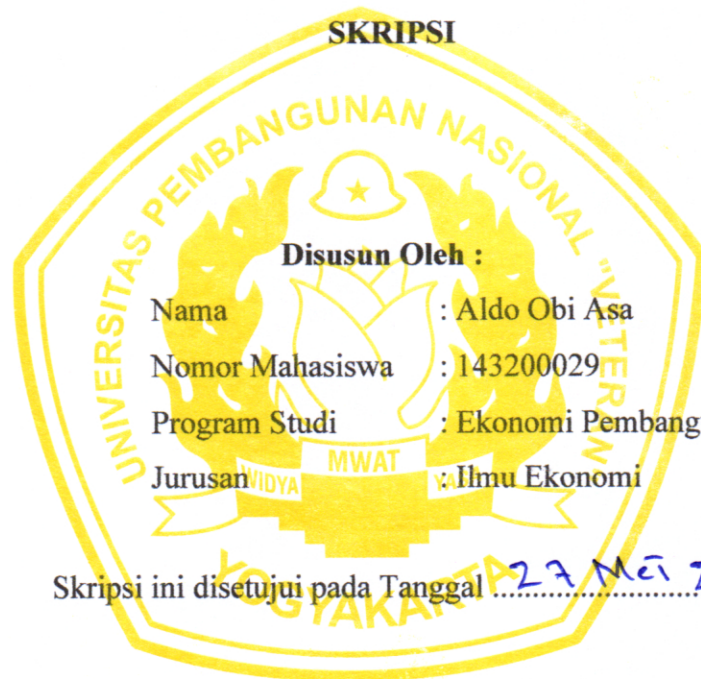 SKRIPSI
UNIVERSITAS PEMBANGUNAN NASIONAL "VETERAN"
Disusun Oleh :
Nama : Aldo Obi Asa
Nomor Mahasiswa : 143200029
Program Studi : Ekonomi Pembang
Jurusan : Ilmu Ekonomi
WIDYA MWAT YASA
Skripsi ini disetujui pada Tanggal ...27 Mei
YOGYAKARTA